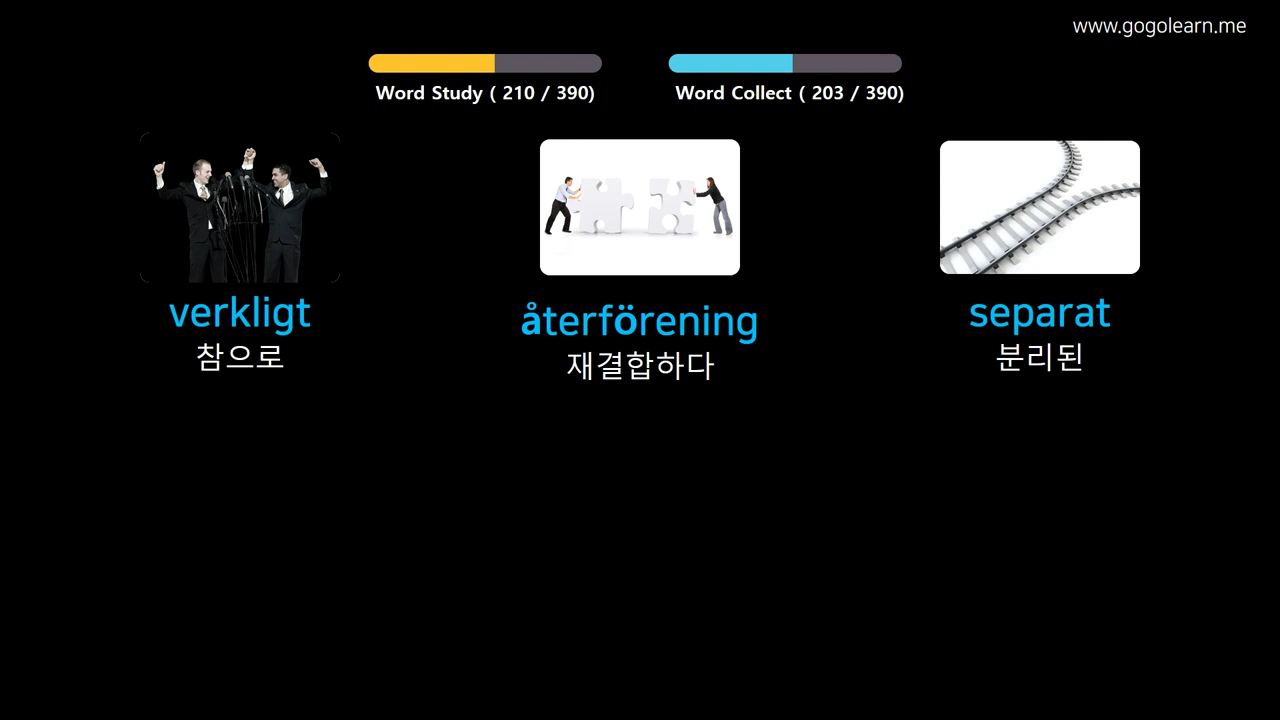 www.gogolearn.me
Word Study ( 210 / 390)
Word Collect ( 203 / 390)
verkligt
참으로
återförening
재결합하다
separat
분리된